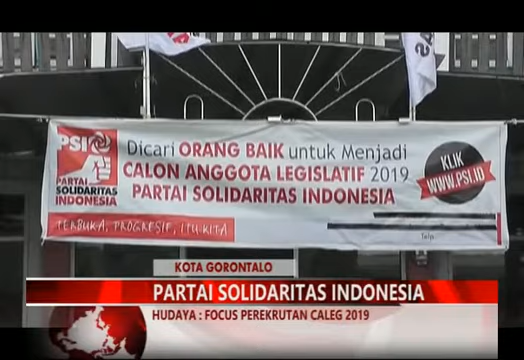 PSI
PARTAI
SOLIDARITAS
INDONESIA
Dicari ORANG BAIK untuk Menjadi
CALON ANGGOTA LEGISLATIF 2019
PARTAI SOLIDARITAS INDONESIA
KLIK
WWW.PSI.ID
TERBUKA, PROGRESIF, ITU KITA
Telp.
KOTA GORONTALO
PARTAI SOLIDARITAS INDONESIA
HUDAYA : FOCUS PEREKRUTAN CALEG 2019